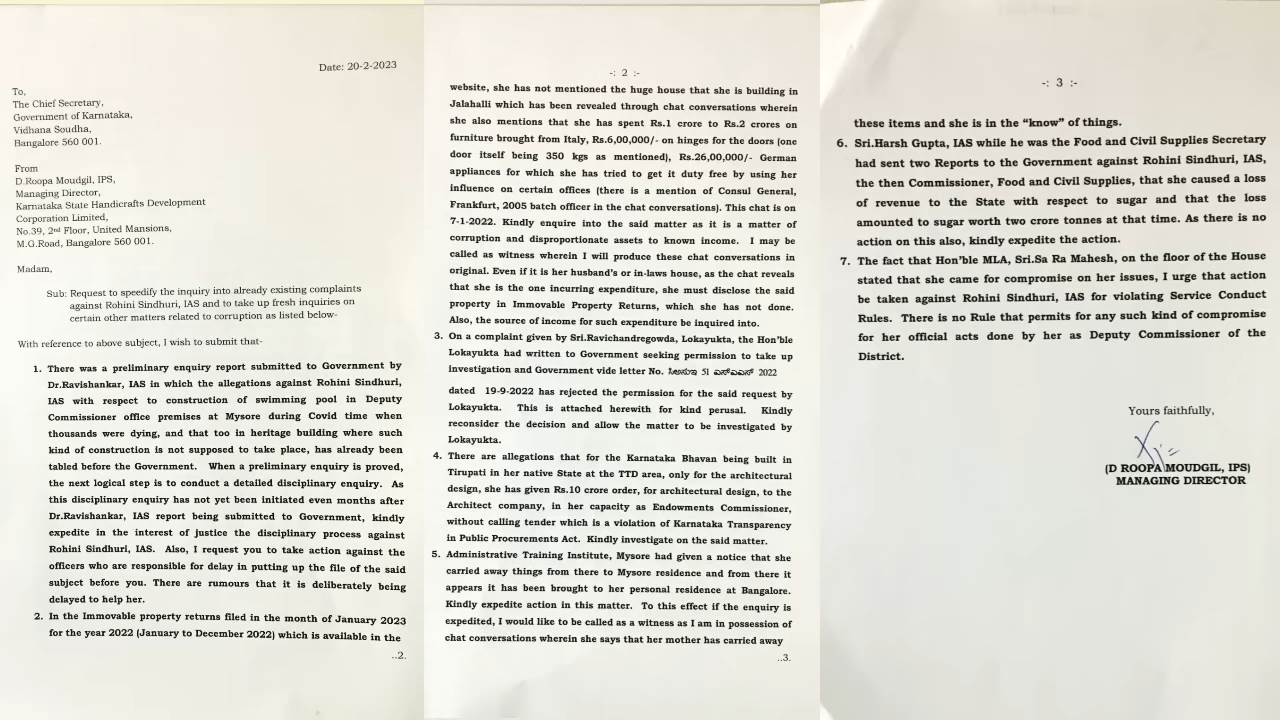 Date: 20-2-2023
To,
The Chief Secretary,
Government of Karnataka,
Vidhana Soudha,
Bangalore 560 001.
From
D.Roopa Moudgil, IPS,
Managing Director,
Karnataka State Handicrafts Development
Corporation Limited,
No.39, 2nd Floor, United Mansions,
M.G.Road, Bangalore 560 001.
Madam,
Sub: Request to speedify the inquiry into already existing complaints
against Rohini Sindhuri, IAS and to take up fresh inquiries on
certain other matters related to corruption as listed below-
With reference to above subject, I wish to submit that-
1. There was a preliminary enquiry report submitted to Government by
Dr.Ravishankar, IAS in which the allegations against Rohini Sindhuri,
IAS with respect to construction of swimming pool in Deputy
Commissioner office premises at Mysore during Covid time when
thousands were dying, and that too in heritage building where such
kind of construction is not supposed to take place, has already been
tabled before the Government. When a preliminary enquiry is proved,
the next logical step is to conduct a detailed disciplinary enquiry. As
this disciplinary enquiry has not yet been initiated even months after
Dr.Ravishankar, IAS report being submitted to Government, kindly
expedite in the interest of justice the disciplinary process against
Rohini Sindhuri, IAS. Also, I request you to take action against the
officers who are responsible for delay in putting up the file of the said
subject before you. There are rumours that it is deliberately being
delayed to help her.
2. In the Immovable property returns filed in the month of January 2023
for the year 2022 (January to December 2022) which is available in the
..2.
-: 2 :-
website, she has not mentioned the huge house that she is building in
Jalahalli which has been revealed through chat conversations wherein
she also mentions that she has spent Rs.1 crore to Rs.2 crores on
furniture brought from Italy, Rs.6,00,000/- on hinges for the doors (one
door itself being 350 kgs as mentioned), Rs.26,00,000/- German
appliances for which she has tried to get it duty free by using her
influence on certain offices (there is a mention of Consul General,
Frankfurt, 2005 batch officer in the chat conversations). This chat is on
7-1-2022. Kindly enquire into the said matter as it is a matter of
corruption and disproportionate assets to known income. I may be
called as witness wherein I will produce these chat conversations in
original. Even if it is her husband's or in-laws house, as the chat reveals
that she is the one incurring expenditure, she must disclose the said
property in Immovable Property Returns, which she has not done.
Also, the source of income for such expenditure be inquired into.
3. On a complaint given by Sri.Ravichandregowda, Lokayukta, the Hon'ble
Lokayukta had written to Government seeking permission to take up
investigation and Government vide letter No. ಸಿಆಸುಇ 51 ಎಸ್ಎಎಸ್ 2022
dated 19-9-2022 has rejected the permission for the said request by
Lokayukta. This is attached herewith for kind perusal. Kindly
reconsider the decision and allow the matter to be investigated by
Lokayukta.
4. There are allegations that for the Karnataka Bhavan being built in
Tirupati in her native State at the TTD area, only for the architectural
design, she has given Rs.10 crore order, for architectural design, to the
Architect company, in her capacity as Endowments Commissioner,
without calling tender which is a violation of Karnataka Transparency
in Public Procurements Act. Kindly investigate on the said matter.
5. Administrative Training Institute, Mysore had given a notice that she
carried away things from there to Mysore residence and from there it
appears it has been brought to her personal residence at Bangalore.
Kindly expedite action in this matter. To this effect if the enquiry is
expedited, I would like to be called as a witness as I am in possession of
chat conversations wherein she says that her mother has carried away
..3.
-: 3 :-
these items and she is in the “know” of things.
6. Sri.Harsh Gupta, IAS while he was the Food and Civil Supplies Secretary
had sent two Reports to the Government against Rohini Sindhuri, IAS,
the then Commissioner, Food and Civil Supplies, that she caused a loss
of revenue to the State with respect to sugar and that the loss
amounted to sugar worth two crore tonnes at that time. As there is no
action on this also, kindly expedite the action.
7. The fact that Hon'ble MLA, Sri.Sa Ra Mahesh, on the floor of the House
stated that she came for compromise on her issues, I urge that action
be taken against Rohini Sindhuri, IAS for violating Service Conduct
Rules. There is no Rule that permits for any such kind of compromise
for her official acts done by her as Deputy Commissioner of the
District.
Yours faithfully,
(D ROOPA MOUDGIL, IPS)
MANAGING DIRECTOR